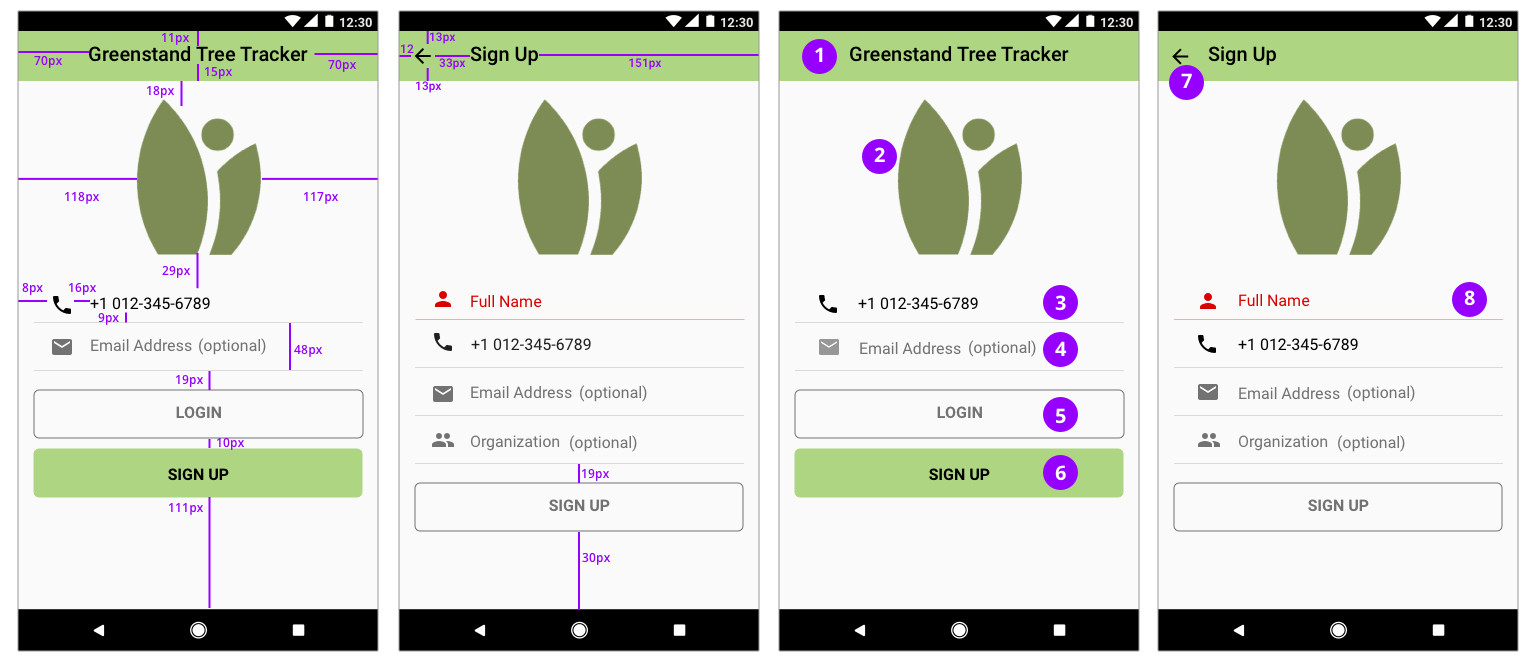 12:30
11px
Greenstand Tree Tracker
70px
70px
15px
18px
118px
117px
29px
8px
16px
+1 012-345-6789
9px
Email Address (optional)
48px
19px
LOGIN
10px
SIGN UP
111px
12:30
13px
12
Sign Up
33px
151px
13px
Full Name
+1 012-345-6789
Email Address (optional)
Organization (optional)
19px
SIGN UP
30px
12:30
1
Greenstand Tree Tracker
2
+1 012-345-6789
3
Email Address (optional)
4
LOGIN
5
SIGN UP
6
12:30
Sign Up
7
Full Name
8
+1 012-345-6789
Email Address (optional)
Organization (optional)
SIGN UP